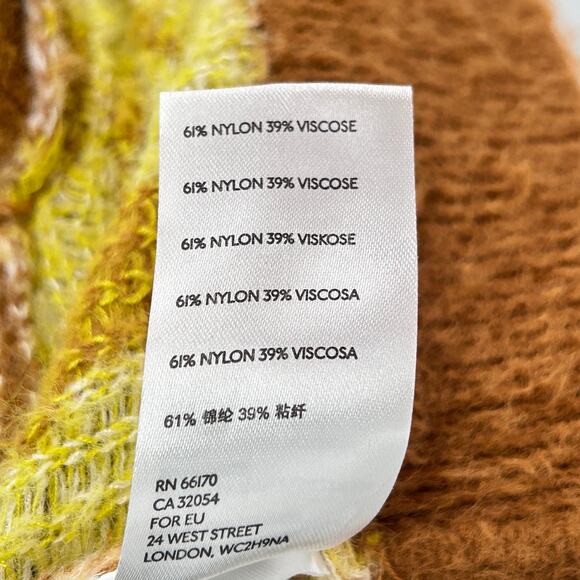 61% NYLON 39% VISCOSE
61% NYLON 39% VISCOSE
61% NYLON 39% VISKOSE
61% NYLON 39% VISCOSA
61% NYLON 39% VISCOSA
61% 锦纶 39% 粘纤
RN 66170
CA 32054
FOR EU
24 WEST STREET
LONDON, WC2H9NA